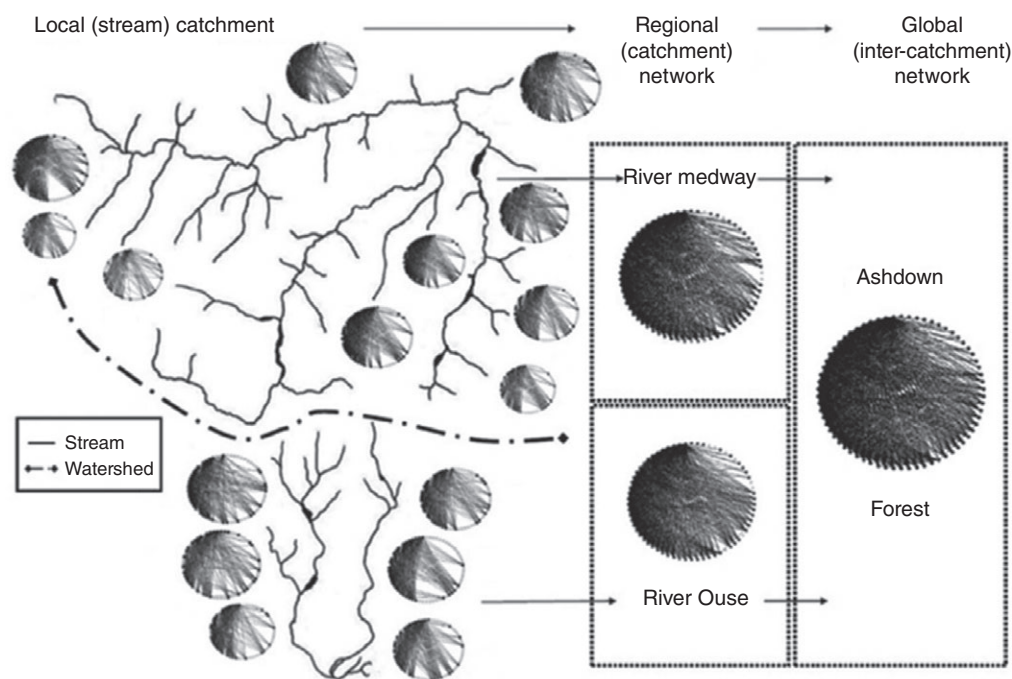 Local (stream) catchment
Regional
(catchment)
network
Global
(inter-catchment)
network
River medway
Ashdown
Forest
Stream
Watershed
River Ouse